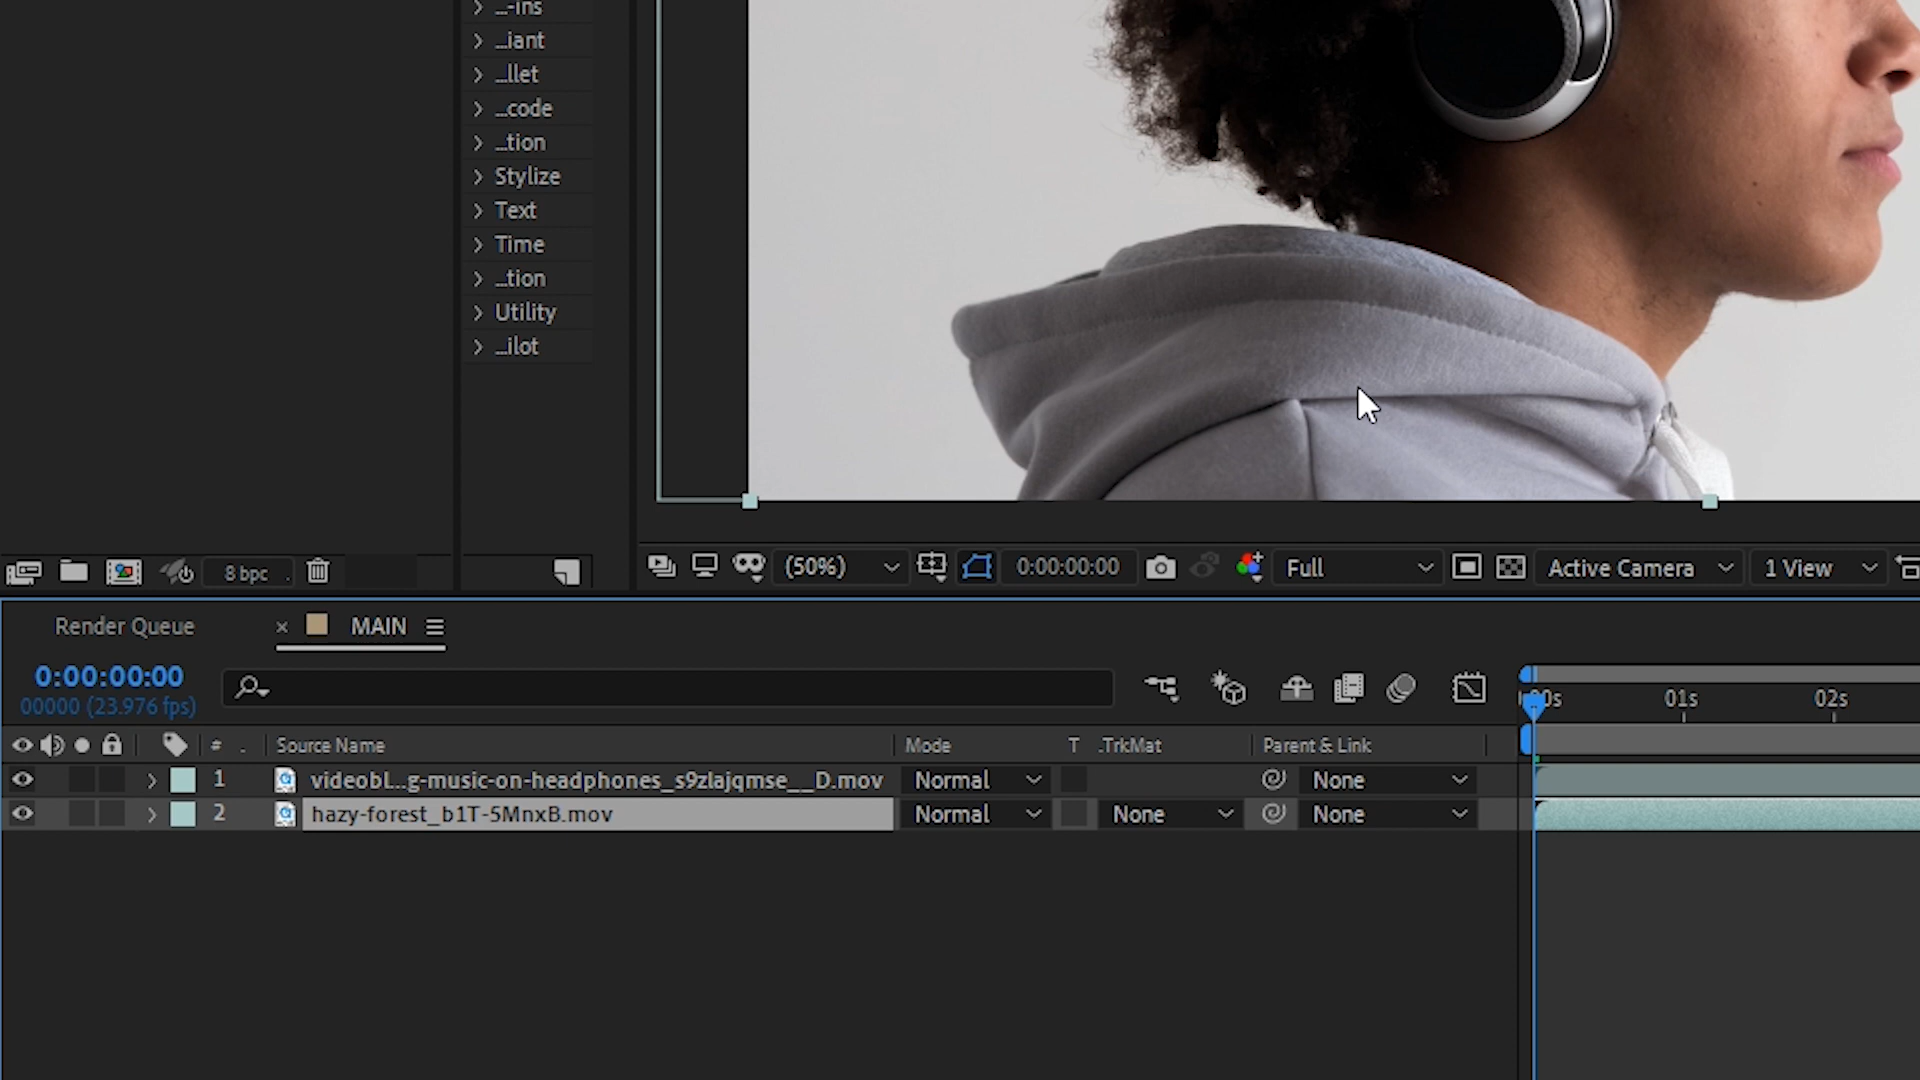 ...-ins
...iant
...llet
...code
...tion
Stylize
Text
Time
...tion
Utility
...ilot
8 bpc
(50%)
0:00:00:00
Full
Active Camera
1 View
Render Queue
× MAIN
0:00:00:00
00000 (23.976 fps)
01s
02s
# . Source Name Mode T .TrkMat Parent & Link
1 videobl...g-music-on-headphones_s9zlajqmse__D.mov Normal None
2 hazy-forest_b1T-5MnxB.mov Normal None None